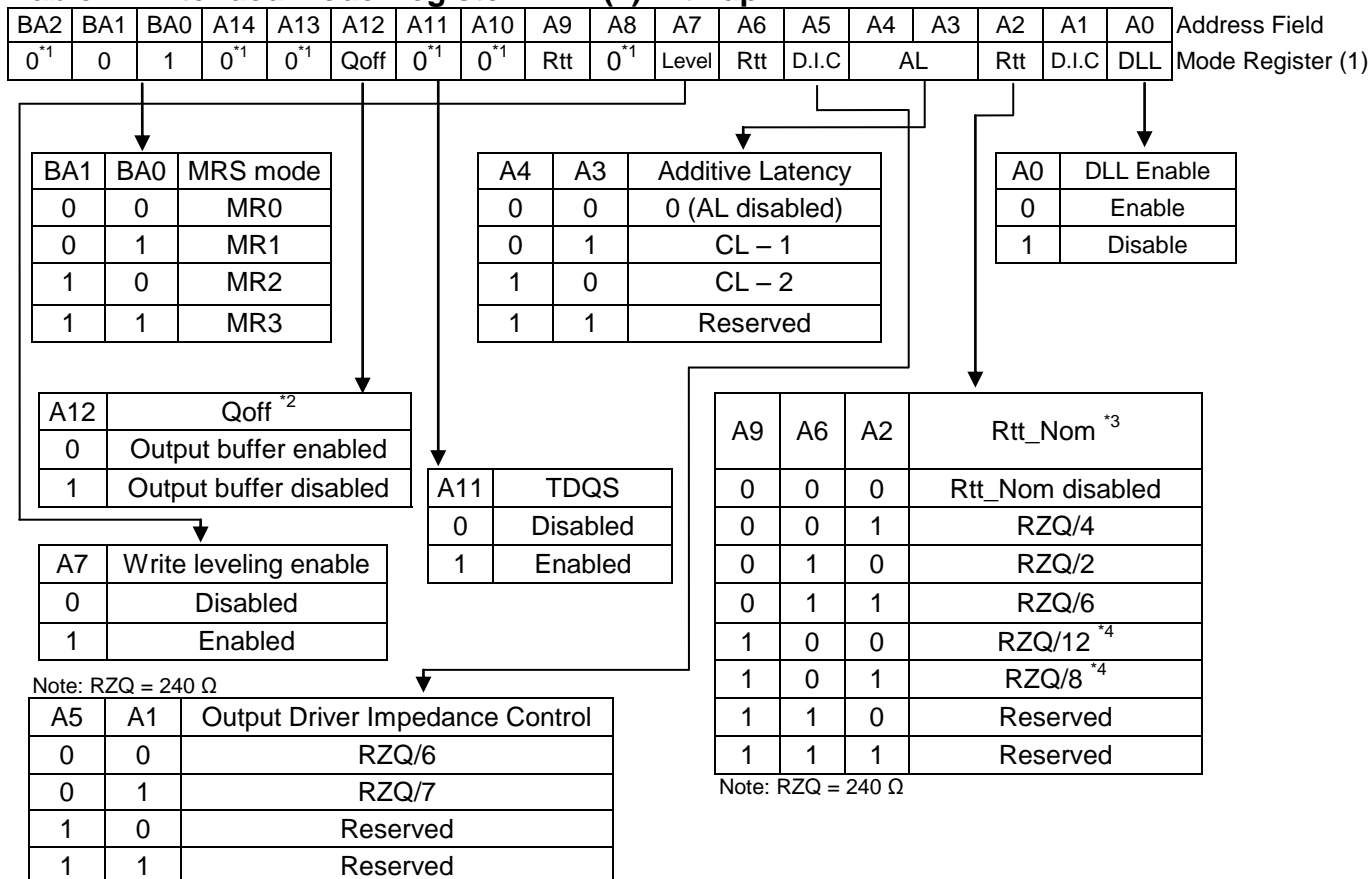 BA2 BA1 BA0 A14 A13 A12 A11 A10 A9 A8 A7 A6 A5 A4 A3 A2 A1 A0 Address Field
0*1 0 1 0*1 0*1 Qoff 0*1 0*1 Rtt 0*1 Level Rtt D.I.C AL Rtt D.I.C DLL Mode Register (1)
BA1 BA0 MRS mode
0 0 MR0
0 1 MR1
1 0 MR2
1 1 MR3
A4 A3 Additive Latency
0 0 0 (AL disabled)
0 1 CL – 1
1 0 CL – 2
1 1 Reserved
A0 DLL Enable
0 Enable
1 Disable
A12 Qoff *2
0 Output buffer enabled
1 Output buffer disabled
A11 TDQS
0 Disabled
1 Enabled
A9 A6 A2 Rtt_Nom *3
0 0 0 Rtt_Nom disabled
0 0 1 RZQ/4
0 1 0 RZQ/2
0 1 1 RZQ/6
1 0 0 RZQ/12 *4
1 0 1 RZQ/8 *4
1 1 0 Reserved
1 1 1 Reserved
Note: RZQ = 240 Ω
A7 Write leveling enable
0 Disabled
1 Enabled
Note: RZQ = 240 Ω
A5 A1 Output Driver Impedance Control
0 0 RZQ/6
0 1 RZQ/7
1 0 Reserved
1 1 Reserved